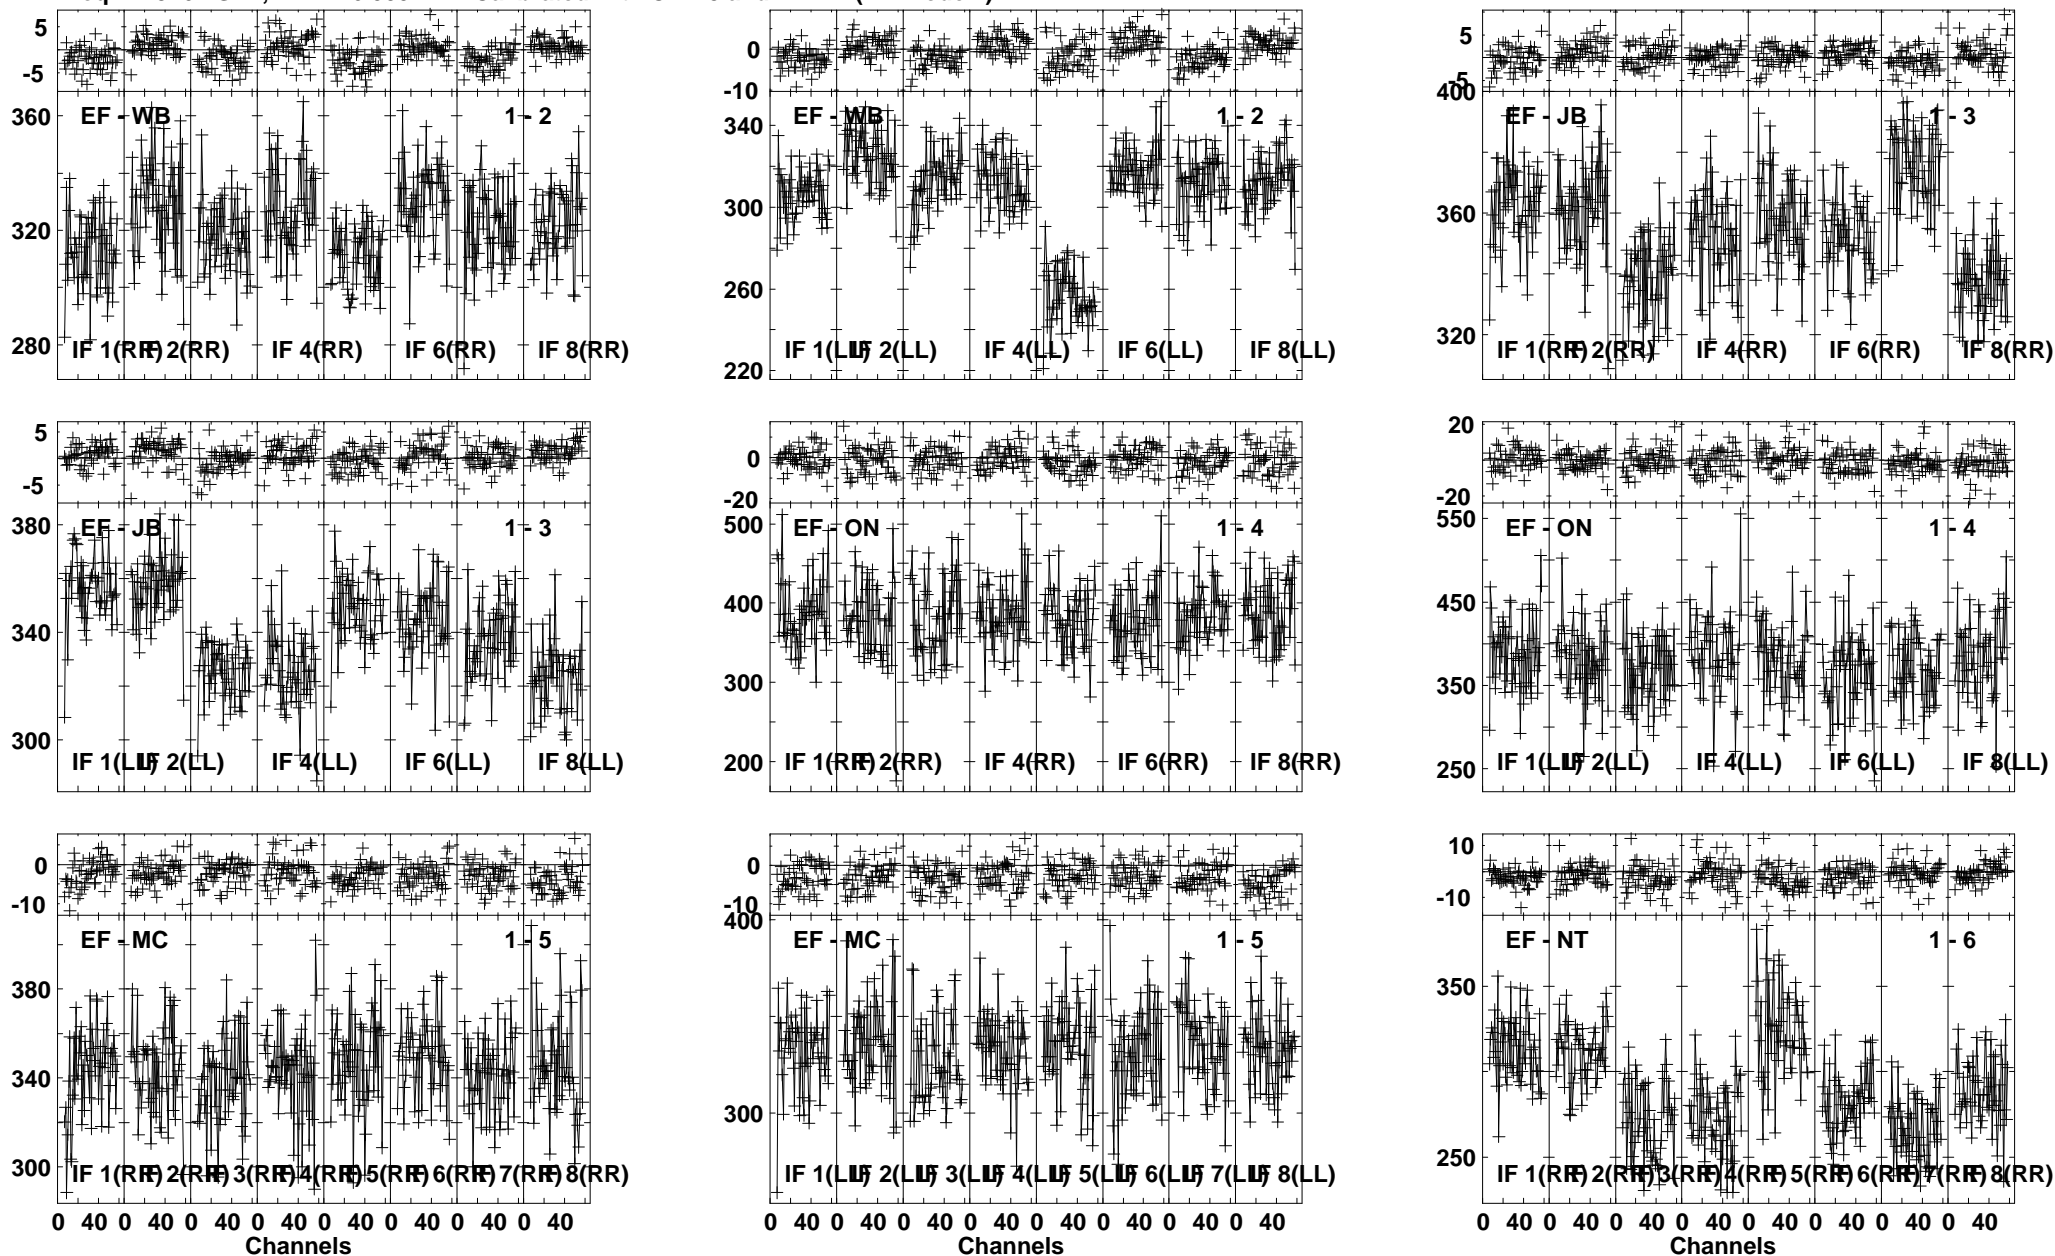 5
-5
360
320
280
EF - WB
1 - 2
IF 1(RR) IF 2(RR) IF 4(RR) IF 6(RR) IF 8(RR)
0
-10
340
300
260
220
EF - WB
1 - 2
IF 1(LL) IF 2(LL) IF 4(LL) IF 6(LL) IF 8(LL)
5
-5
400
360
320
EF - JB
1 - 3
IF 1(RR) IF 2(RR) IF 4(RR) IF 6(RR) IF 8(RR)
5
-5
380
340
300
EF - JB
1 - 3
IF 1(LL) IF 2(LL) IF 4(LL) IF 6(LL) IF 8(LL)
0
-20
500
400
300
200
EF - ON
1 - 4
IF 1(RR) IF 2(RR) IF 4(RR) IF 6(RR) IF 8(RR)
20
-20
550
450
350
250
EF - ON
1 - 4
IF 1(LL) IF 2(LL) IF 4(LL) IF 6(LL) IF 8(LL)
0
-10
380
340
300
EF - MC
1 - 5
IF 1(RR) IF 2(RR) IF 3(RR) IF 4(RR) IF 5(RR) IF 6(RR) IF 7(RR) IF 8(RR)
0 40 0 40 0 40 0 40 0 40 0 40 0 40 0 40
Channels
0
-10
400
300
EF - MC
1 - 5
IF 1(LL) IF 2(LL) IF 3(LL) IF 4(LL) IF 5(LL) IF 6(LL) IF 7(LL) IF 8(LL)
0 40 0 40 0 40 0 40 0 40 0 40 0 40 0 40
Channels
10
-10
350
250
EF - NT
1 - 6
IF 1(RR) IF 2(RR) IF 3(RR) IF 4(RR) IF 5(RR) IF 6(RR) IF 7(RR) IF 8(RR)
0 40 0 40 0 40 0 40 0 40 0 40 0 40 0 40
Channels